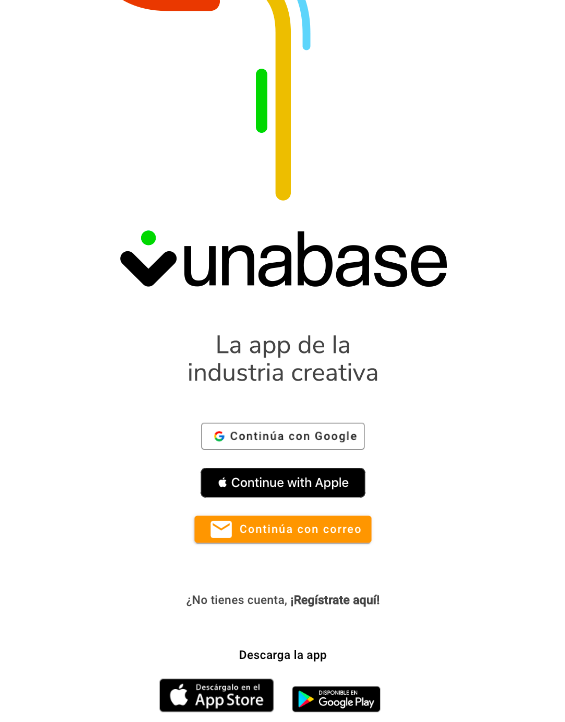 unabase
La app de la
industria creativa
Continúa con Google
Continue with Apple
Continúa con correo
¿No tienes cuenta, ¡Regístrate aquí!
Descarga la app
Descárgalo en el
App Store
DISPONIBLE EN
Google Play